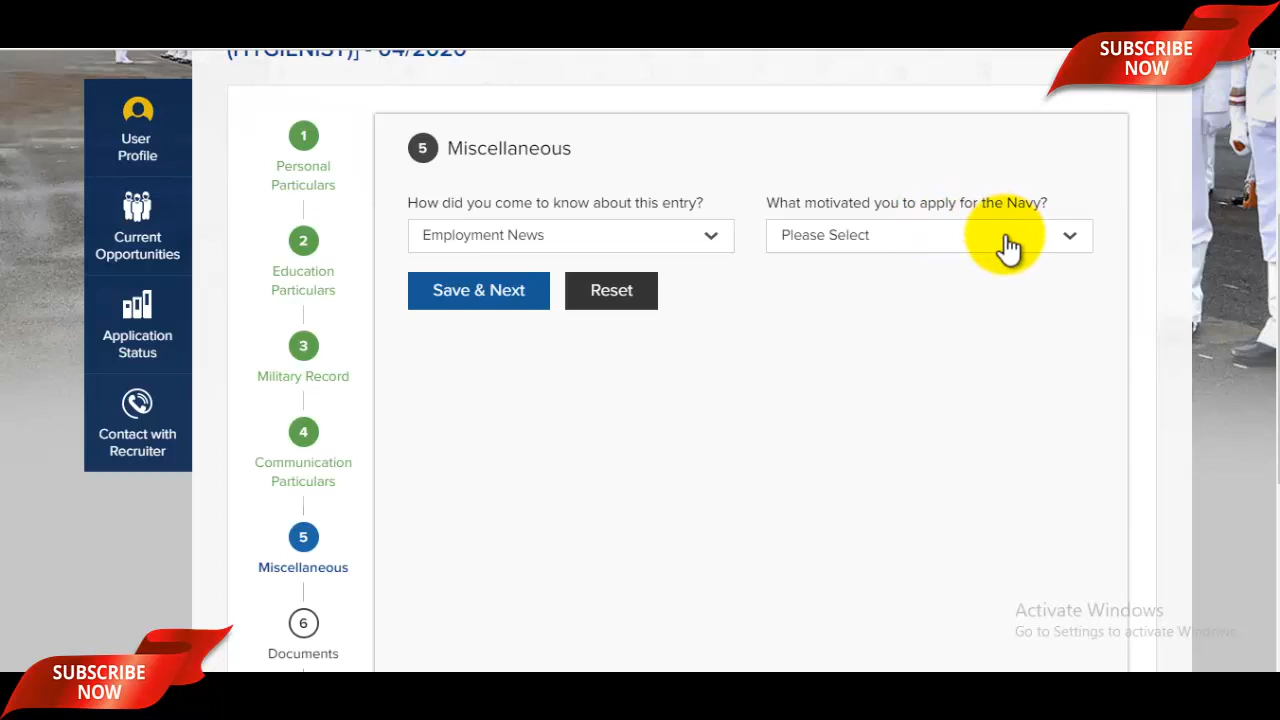 (HYGIENIST)] - 04/2020
SUBSCRIBE
NOW
User
Profile
Current
Opportunities
Application
Status
Contact with
Recruiter
1
Personal
Particulars
2
Education
Particulars
3
Military Record
4
Communication
Particulars
5
Miscellaneous
6
Documents
5 Miscellaneous
How did you come to know about this entry?
Employment News
What motivated you to apply for the Navy?
Please Select
Save & Next
Reset
Activate Windows
Go to Settings to activate Windows.
SUBSCRIBE
NOW